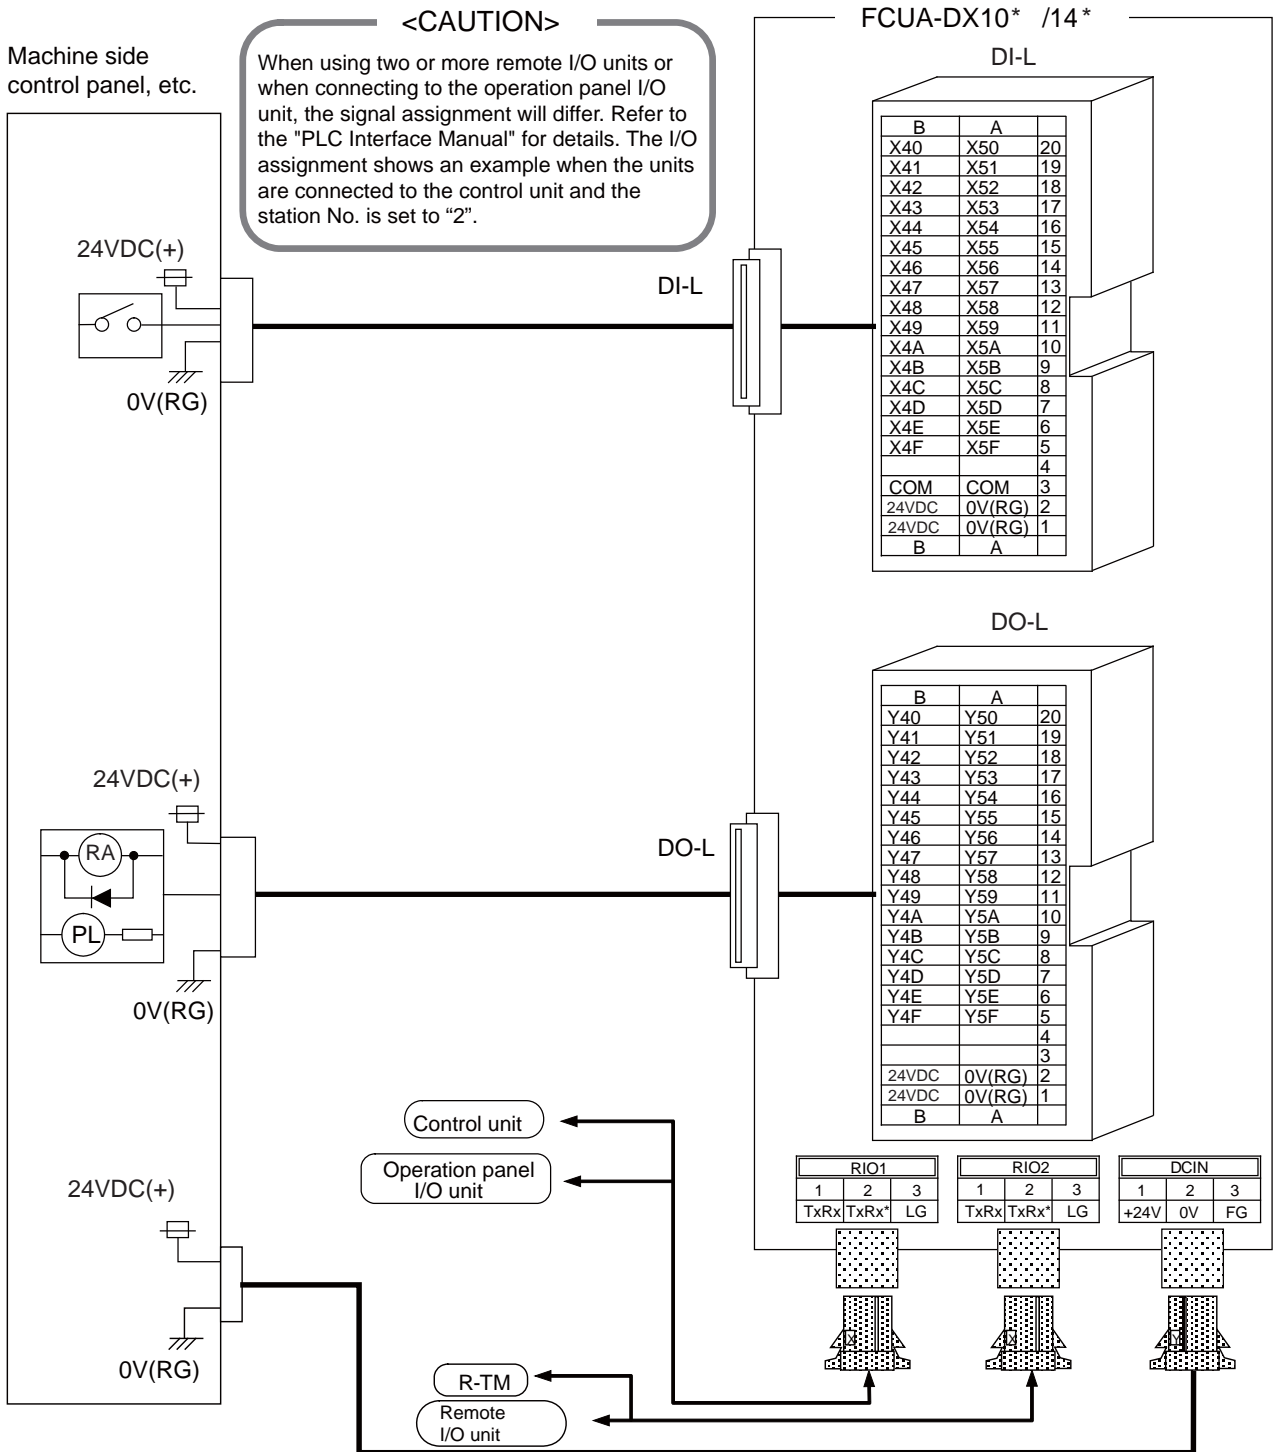 <CAUTION>
When using two or more remote I/O units or
when connecting to the operation panel I/O
unit, the signal assignment will differ. Refer to
the "PLC Interface Manual" for details. The I/O
assignment shows an example when the units
are connected to the control unit and the
station No. is set to “2”.
Machine side
control panel, etc.
FCUA-DX10* /14*
DI-L
B A
X40 X50 20
X41 X51 19
X42 X52 18
X43 X53 17
X44 X54 16
X45 X55 15
X46 X56 14
X47 X57 13
X48 X58 12
X49 X59 11
X4A X5A 10
X4B X5B 9
X4C X5C 8
X4D X5D 7
X4E X5E 6
X4F X5F 5
4
COM COM 3
24VDC 0V(RG) 2
24VDC 0V(RG) 1
B A
24VDC(+)
0V(RG)
DI-L
DO-L
B A
Y40 Y50 20
Y41 Y51 19
Y42 Y52 18
Y43 Y53 17
Y44 Y54 16
Y45 Y55 15
Y46 Y56 14
Y47 Y57 13
Y48 Y58 12
Y49 Y59 11
Y4A Y5A 10
Y4B Y5B 9
Y4C Y5C 8
Y4D Y5D 7
Y4E Y5E 6
Y4F Y5F 5
4
3
24VDC 0V(RG) 2
24VDC 0V(RG) 1
B A
24VDC(+)
RA
PL
0V(RG)
DO-L
Control unit
Operation panel
I/O unit
RIO1
1 2 3
TxRx TxRx* LG
RIO2
1 2 3
TxRx TxRx* LG
DCIN
1 2 3
+24V 0V FG
X
X
Y
24VDC(+)
0V(RG)
R-TM
Remote
I/O unit